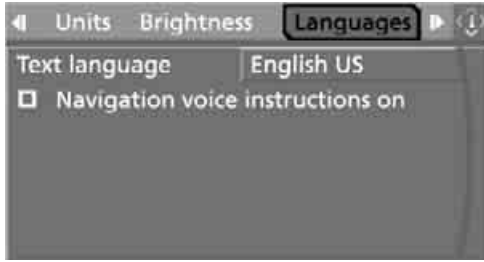 Units Brightness Languages
Text language English US
Navigation voice instructions on